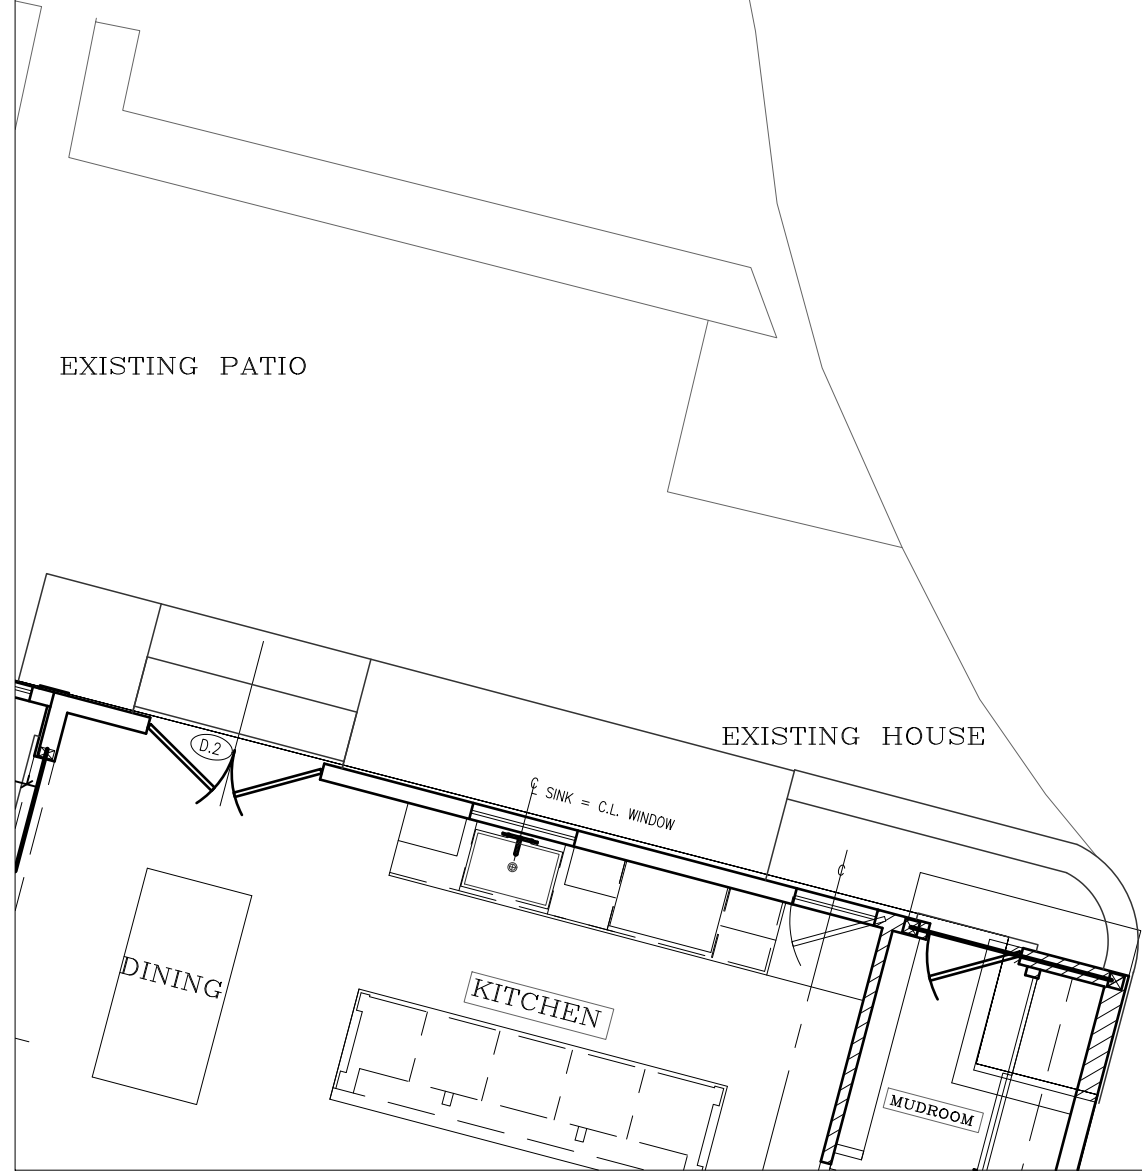 EXISTING PATIO
EXISTING HOUSE
D.2
℄ SINK = C.L. WINDOW
C
DINING
KITCHEN
MUDROOM